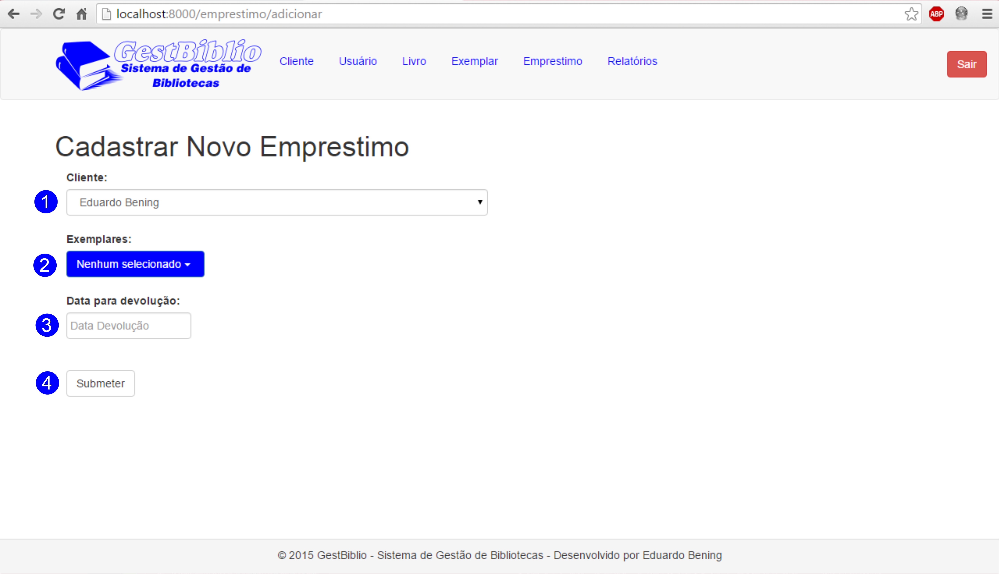 localhost:8000/emprestimo/adicionar
ABP
GestBiblio
Sistema de Gestão de
Bibliotecas
Cliente Usuário Livro Exemplar Emprestimo Relatórios
Sair
Cadastrar Novo Emprestimo
Cliente:
1 Eduardo Bening
Exemplares:
2 Nenhum selecionado
Data para devolução:
3 Data Devolução
4 Submeter
© 2015 GestBiblio - Sistema de Gestão de Bibliotecas - Desenvolvido por Eduardo Bening